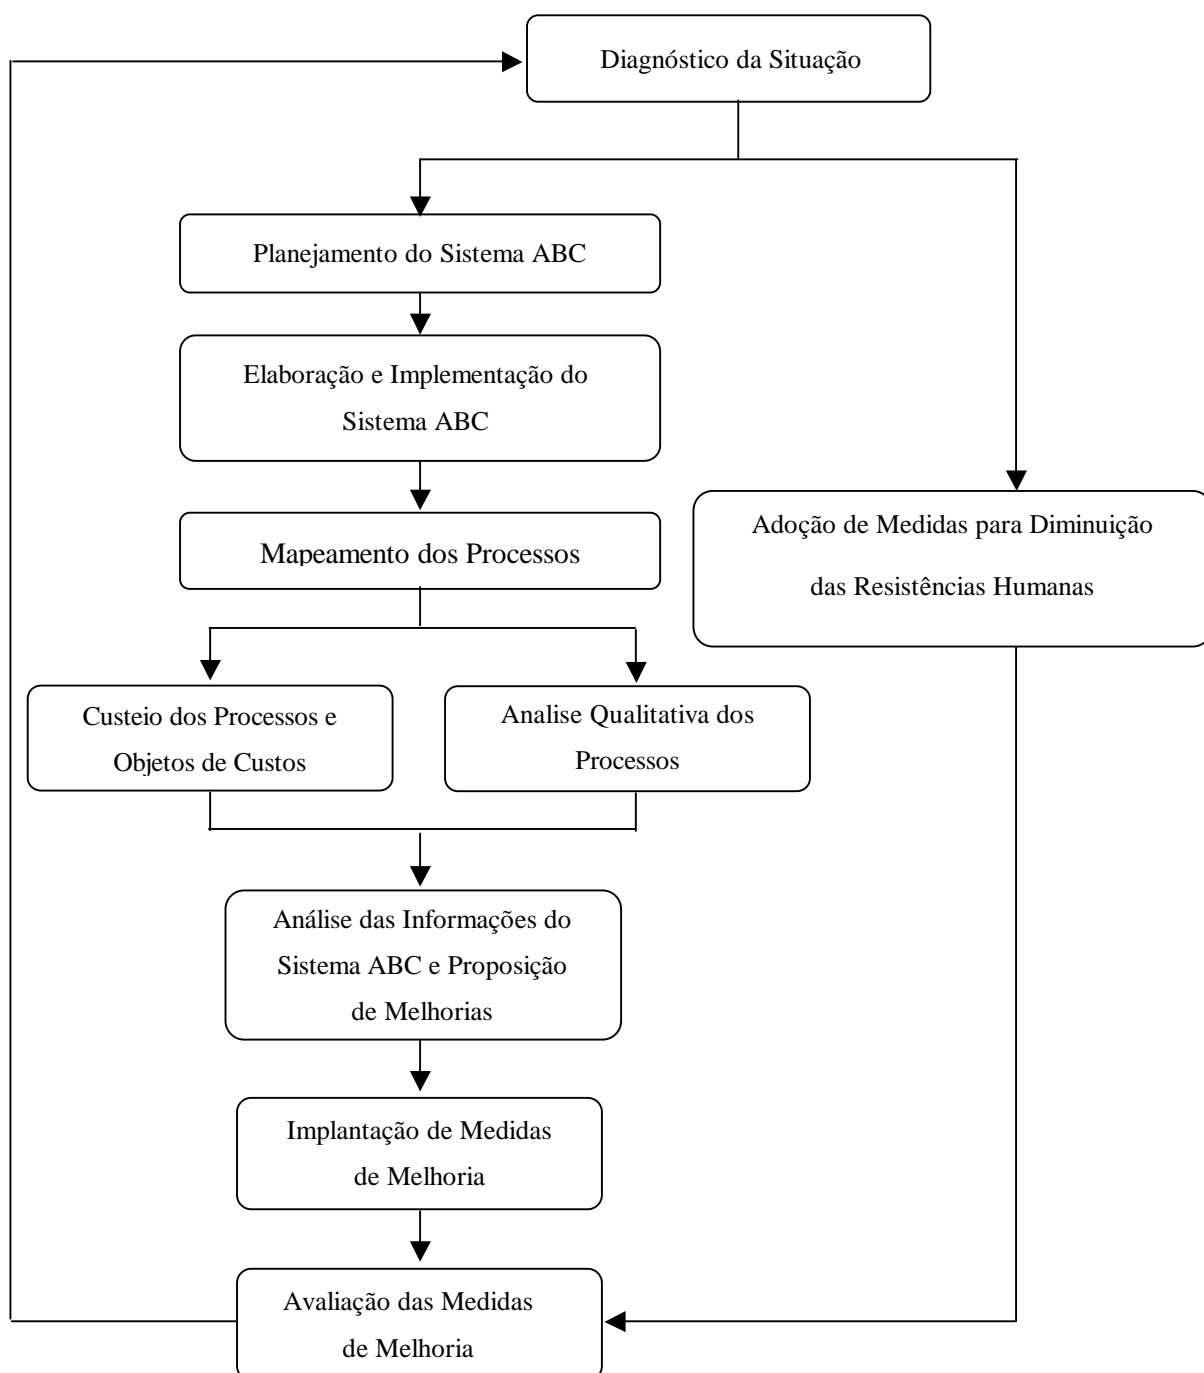 Diagnóstico da Situação
Planejamento do Sistema ABC
Elaboração e Implementação do
Sistema ABC
Mapeamento dos Processos
Adoção de Medidas para Diminuição
das Resistências Humanas
Custeio dos Processos e
Objetos de Custos
Analise Qualitativa dos
Processos
Análise das Informações do
Sistema ABC e Proposição
de Melhorias
Implantação de Medidas
de Melhoria
Avaliação das Medidas
de Melhoria